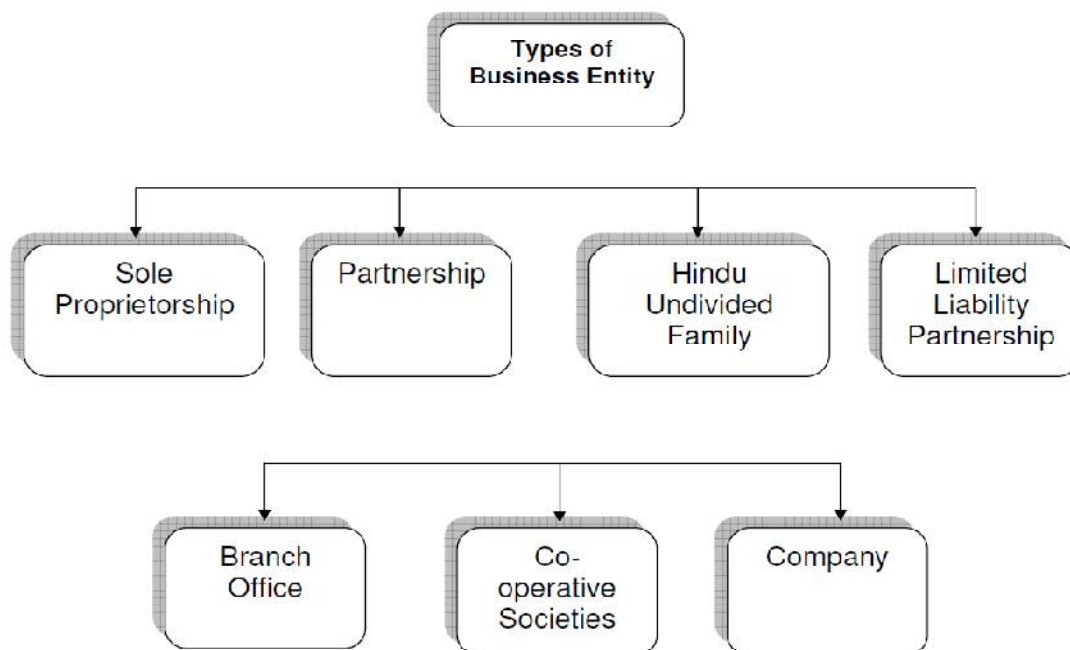 Types of
Business Entity
Sole
Proprietorship
Partnership
Hindu
Undivided
Family
Limited
Liability
Partnership
Branch
Office
Co-
operative
Societies
Company